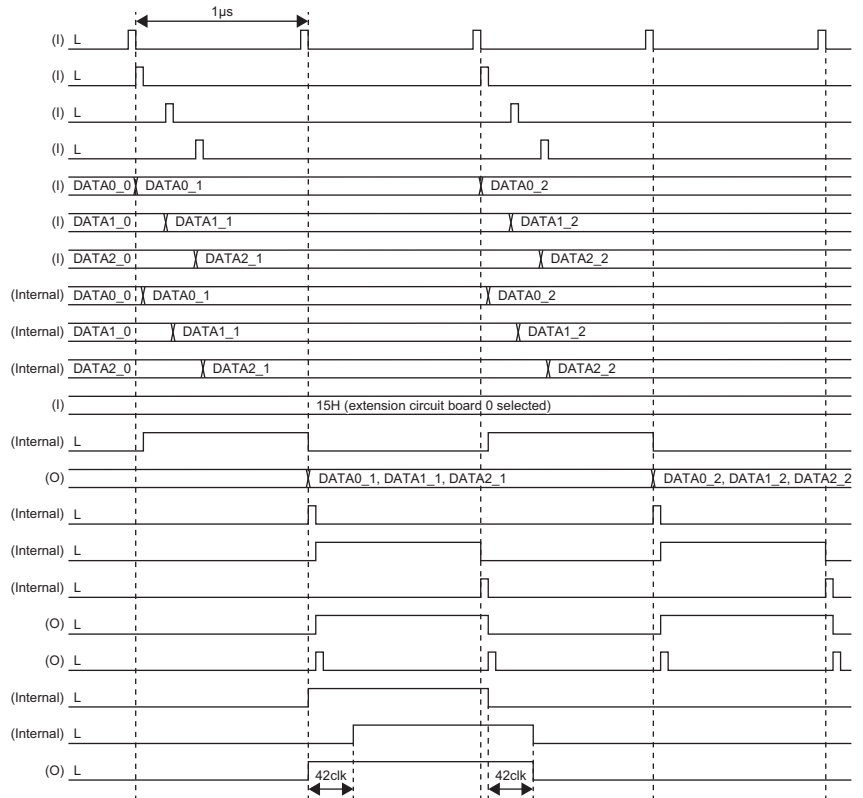 1µs
(I) L
(I) L
(I) L
(I) L
(I) DATA0_0 DATA0_1 DATA0_2
(I) DATA1_0 DATA1_1 DATA1_2
(I) DATA2_0 DATA2_1 DATA2_2
(Internal) DATA0_0 DATA0_1 DATA0_2
(Internal) DATA1_0 DATA1_1 DATA1_2
(Internal) DATA2_0 DATA2_1 DATA2_2
(I) 15H (extension circuit board 0 selected)
(Internal) L
(O) DATA0_1, DATA1_1, DATA2_1 DATA0_2, DATA1_2, DATA2_2
(Internal) L
(Internal) L
(Internal) L
(O) L
(O) L
(Internal) L
(Internal) L
(O) L
42clk 42clk